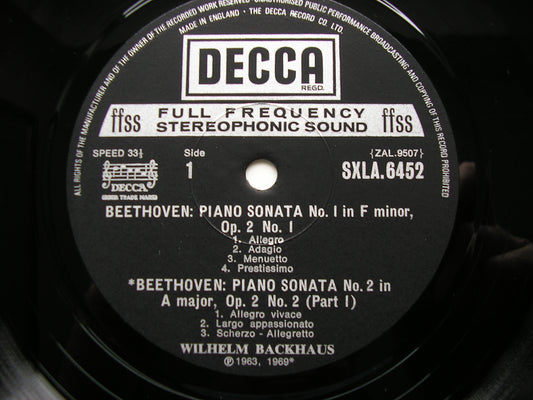 ALL RIGHTS OF THE MANUFACTURER AND OF THE OWNER OF THE RECORDED WORK RESERVED · UNAUTHORISED PUBLIC PERFORMANCE BROADCASTING AND COPYING OF THIS RECORD PROHIBITED
MADE IN ENGLAND · THE DECCA RECORD CO. LTD.
DECCA
REGD.
ffss FULL FREQUENCY STEREOPHONIC SOUND ffss
SPEED 33⅓
Side
1
{ZAL.9507}
SXLA.6452
DECCA
BEETHOVEN: PIANO SONATA No. 1 in F minor,
Op. 2 No. 1
1. Allegro
2. Adagio
3. Menuetto
4. Prestissimo
*BEETHOVEN: PIANO SONATA No. 2 in
A major, Op. 2 No. 2 (Part 1)
1. Allegro vivace
2. Largo appassionato
3. Scherzo - Allegretto
WILHELM BACKHAUS
℗ 1963, 1969*